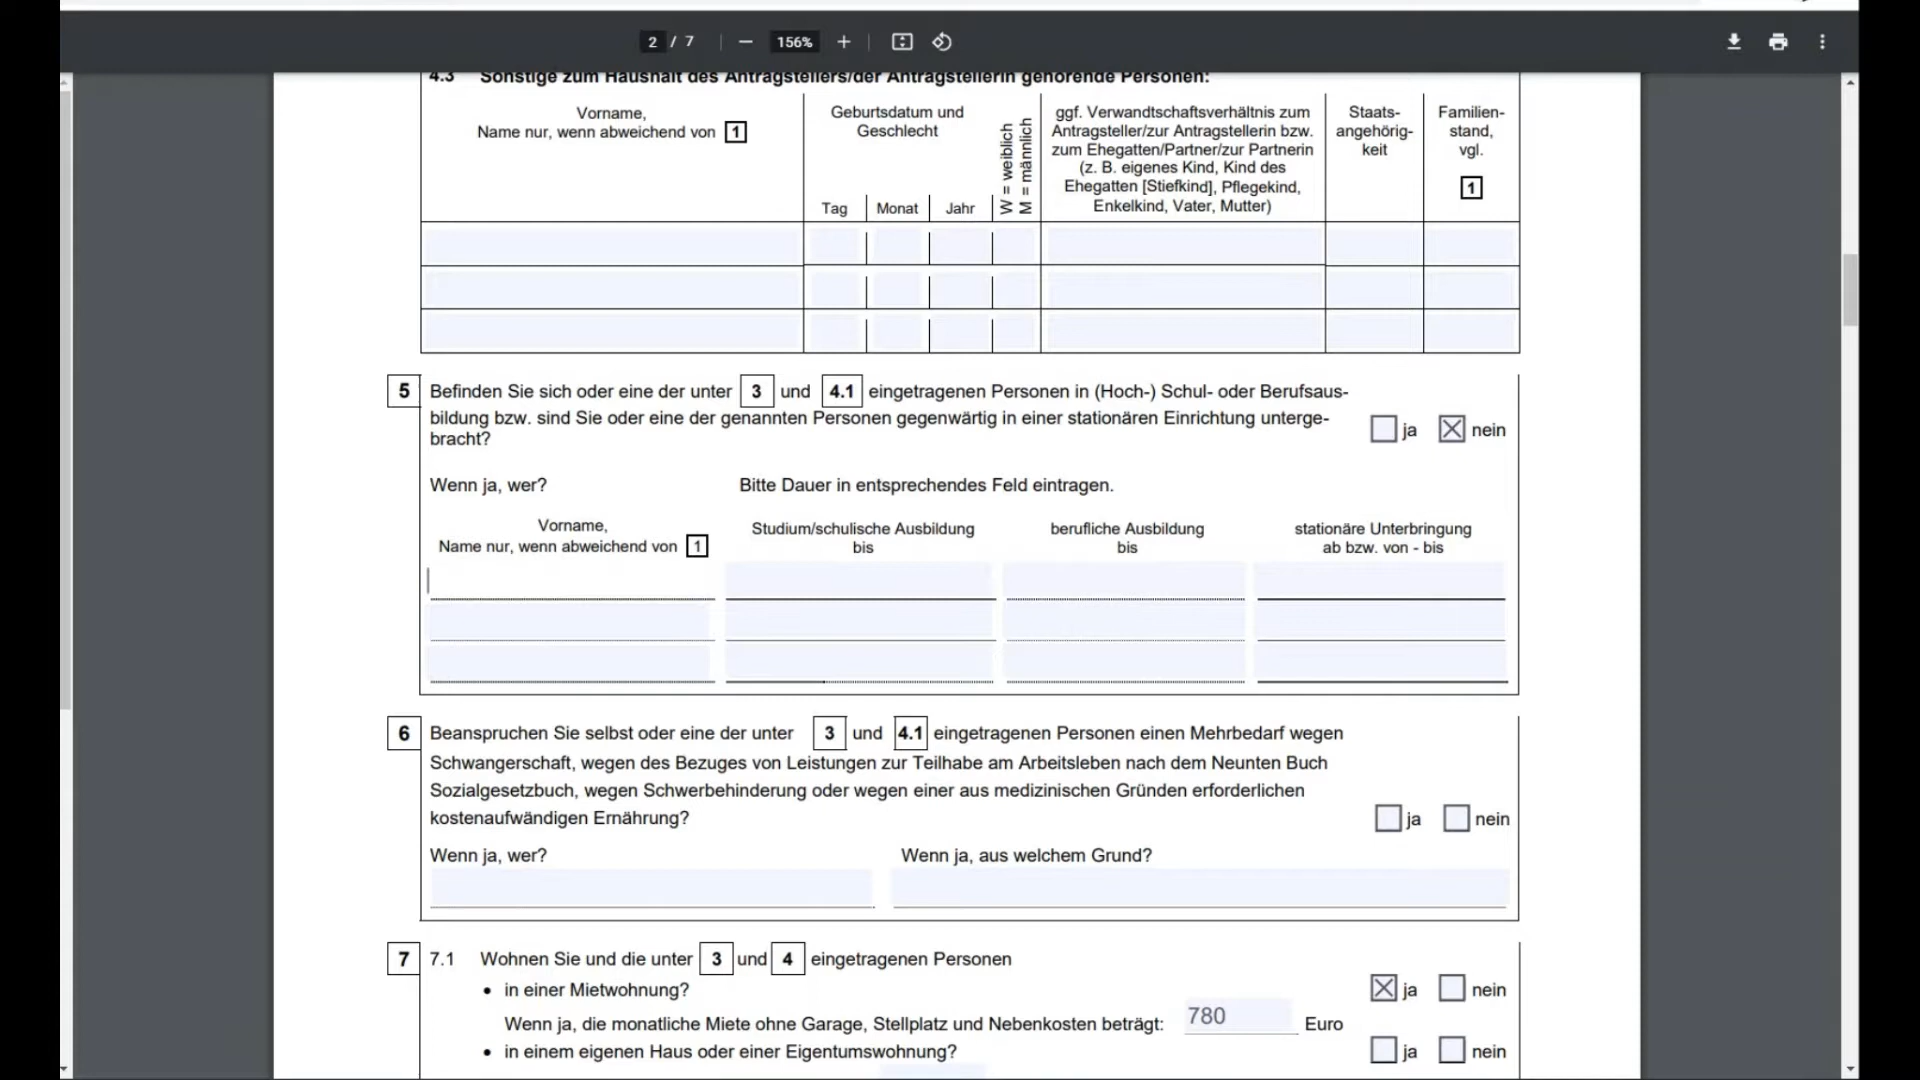 2 / 7 — 156% +
4.3 Sonstige zum Haushalt des Antragstellers/der Antragstellerin gehörende Personen:
Vorname,
Name nur, wenn abweichend von 1
Geburtsdatum und
Geschlecht
Tag Monat Jahr
W = weiblich
M = männlich
ggf. Verwandtschaftsverhältnis zum
Antragsteller/zur Antragstellerin bzw.
zum Ehegatten/Partner/zur Partnerin
(z. B. eigenes Kind, Kind des
Ehegatten [Stiefkind], Pflegekind,
Enkelkind, Vater, Mutter)
Staats-
angehörig-
keit
Familien-
stand,
vgl.
1
5 Befinden Sie sich oder eine der unter 3 und 4.1 eingetragenen Personen in (Hoch-) Schul- oder Berufsaus-
bildung bzw. sind Sie oder eine der genannten Personen gegenwärtig in einer stationären Einrichtung unterge-
bracht?
ja nein
Wenn ja, wer? Bitte Dauer in entsprechendes Feld eintragen.
Vorname,
Name nur, wenn abweichend von 1
Studium/schulische Ausbildung
bis
berufliche Ausbildung
bis
stationäre Unterbringung
ab bzw. von - bis
6 Beanspruchen Sie selbst oder eine der unter 3 und 4.1 eingetragenen Personen einen Mehrbedarf wegen
Schwangerschaft, wegen des Bezuges von Leistungen zur Teilhabe am Arbeitsleben nach dem Neunten Buch
Sozialgesetzbuch, wegen Schwerbehinderung oder wegen einer aus medizinischen Gründen erforderlichen
kostenaufwändigen Ernährung? ja nein
Wenn ja, wer? Wenn ja, aus welchem Grund?
7 7.1 Wohnen Sie und die unter 3 und 4 eingetragenen Personen
• in einer Mietwohnung? ja nein
Wenn ja, die monatliche Miete ohne Garage, Stellplatz und Nebenkosten beträgt: 780 Euro
• in einem eigenen Haus oder einer Eigentumswohnung? ja nein